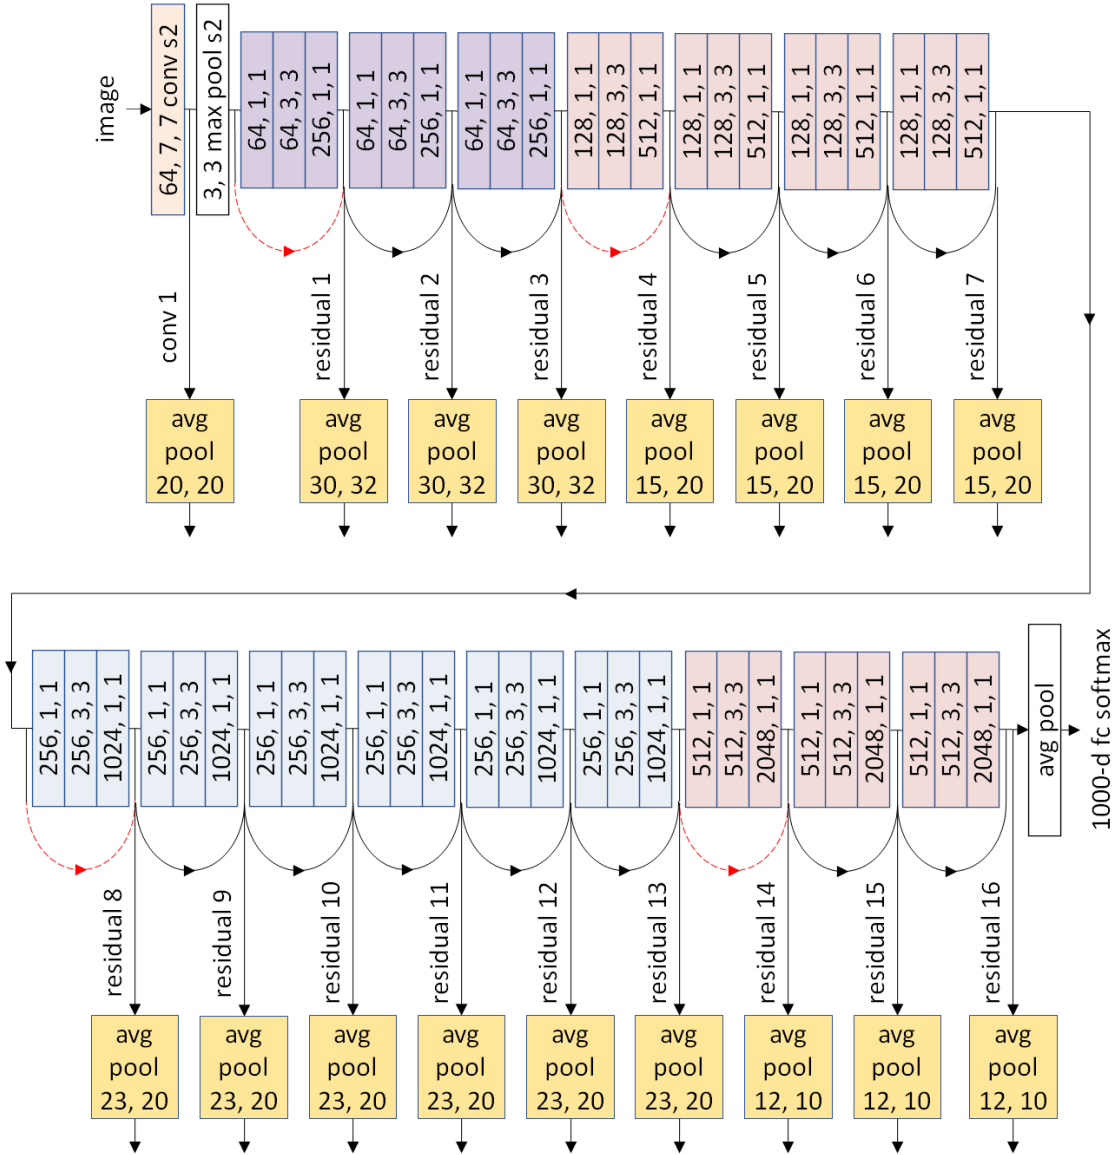 image
64, 7, 7 conv s2
3, 3 max pool s2
64, 1, 1
64, 3, 3
256, 1, 1
64, 1, 1
64, 3, 3
256, 1, 1
64, 1, 1
64, 3, 3
256, 1, 1
128, 1, 1
128, 3, 3
512, 1, 1
128, 1, 1
128, 3, 3
512, 1, 1
128, 1, 1
128, 3, 3
512, 1, 1
128, 1, 1
128, 3, 3
512, 1, 1
conv 1
residual 1
residual 2
residual 3
residual 4
residual 5
residual 6
residual 7
avg
pool
20, 20
avg
pool
30, 32
avg
pool
30, 32
avg
pool
30, 32
avg
pool
15, 20
avg
pool
15, 20
avg
pool
15, 20
avg
pool
15, 20
256, 1, 1
256, 3, 3
1024, 1, 1
256, 1, 1
256, 3, 3
1024, 1, 1
256, 1, 1
256, 3, 3
1024, 1, 1
256, 1, 1
256, 3, 3
1024, 1, 1
256, 1, 1
256, 3, 3
1024, 1, 1
256, 1, 1
256, 3, 3
1024, 1, 1
512, 1, 1
512, 3, 3
2048, 1, 1
512, 1, 1
512, 3, 3
2048, 1, 1
512, 1, 1
512, 3, 3
2048, 1, 1
avg pool
1000-d fc softmax
residual 8
residual 9
residual 10
residual 11
residual 12
residual 13
residual 14
residual 15
residual 16
avg
pool
23, 20
avg
pool
23, 20
avg
pool
23, 20
avg
pool
23, 20
avg
pool
23, 20
avg
pool
23, 20
avg
pool
12, 10
avg
pool
12, 10
avg
pool
12, 10